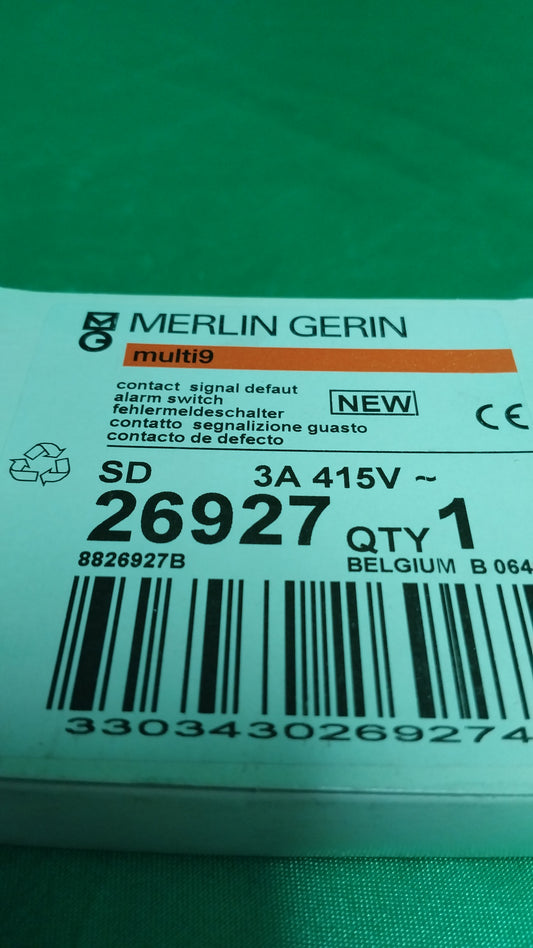 MERLIN GERIN
multi9
contact signal defaut
alarm switch
fehlermeldeschalter
contatto segnalizione guasto
contacto de defecto
NEW
CE
SD 3A 415V ~
26927 QTY 1
8826927B BELGIUM B 064
3303430269274